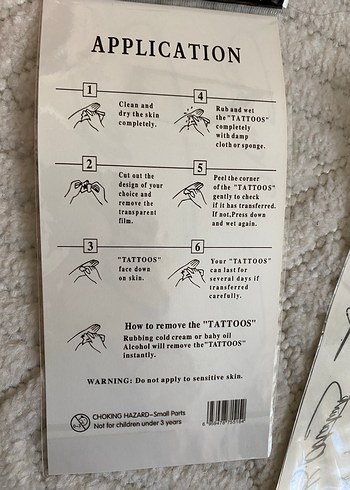 APPLICATION
1
Clean and
dry the skin
completely.
2
Cut out the
design of your
choice and
remove the
transparent
film.
3
"TATTOOS"
face down
on skin.
4
Rub and wet
the "TATTOOS"
completely
with damp
cloth or sponge.
5
Peel the corner
of the "TATTOOS"
gently to check
if it has transferred.
If not,Press down
and wet again.
6
Your "TATTOOS"
can last for
several days if
transferred
carefully.
How to remove the "TATTOOS"
Rubbing cold cream or baby oil
Alcohol will remove the"TATTOOS"
instantly.
WARNING: Do not apply to sensitive skin.
CHOKING HAZARD–Small Parts
Not for children under 3 years